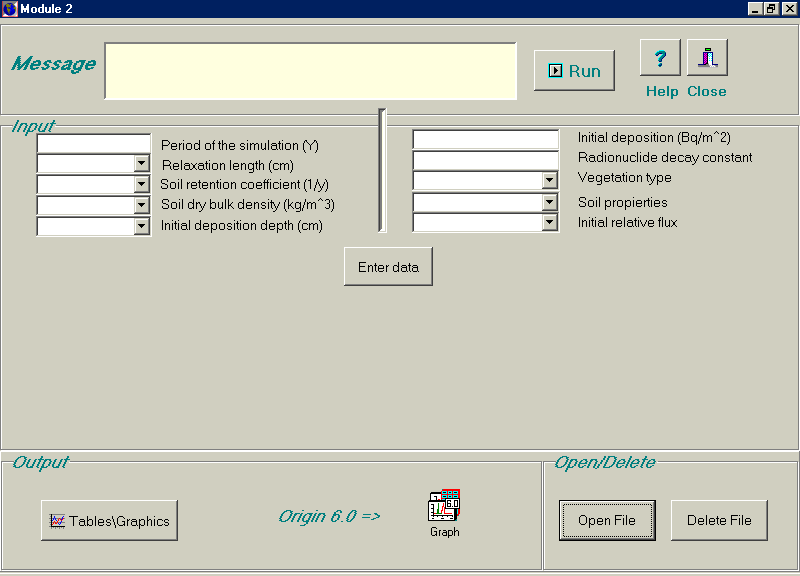 Module 2
Message
Run
?
Help Close
Input
Period of the simulation (Y)
Relaxation length (cm)
Soil retention coefficient (1/y)
Soil dry bulk density (kg/m^3)
Initial deposition depth (cm)
Initial deposition (Bq/m^2)
Radionuclide decay constant
Vegetation type
Soil propierties
Initial relative flux
Enter data
Output
Tables\Graphics
Origin 6.0 =>
6.0
Graph
Open/Delete
Open File
Delete File